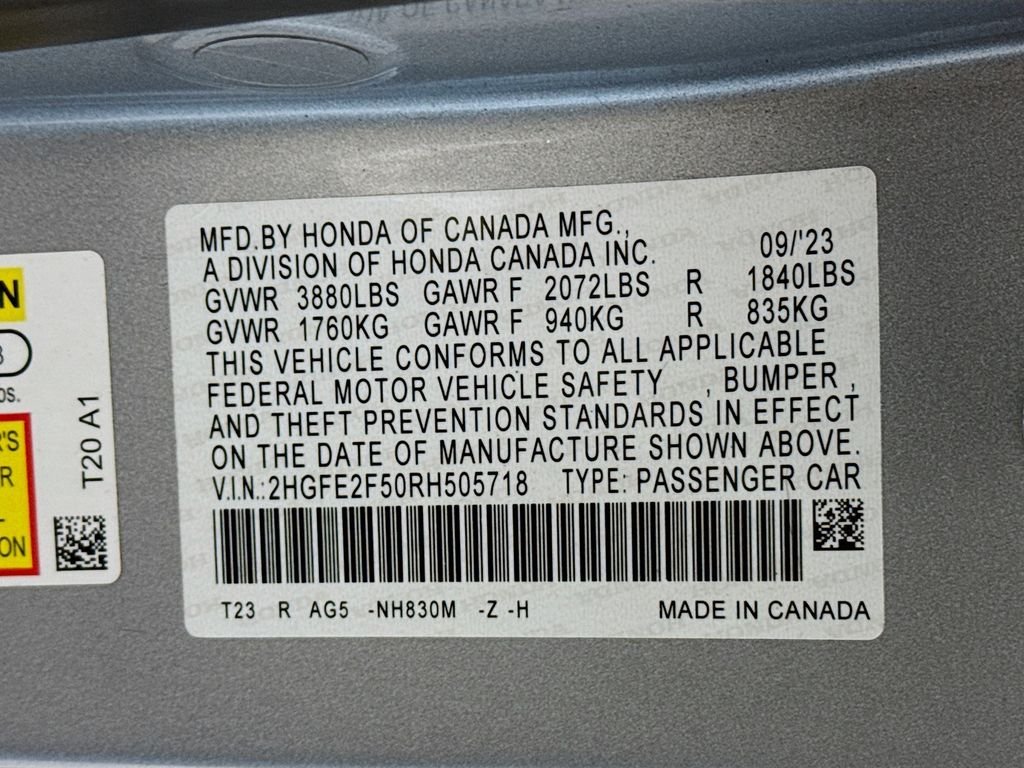 MFD.BY HONDA OF CANADA MFG.,
A DIVISION OF HONDA CANADA INC. 09/'23
GVWR 3880LBS GAWR F 2072LBS R 1840LBS
GVWR 1760KG GAWR F 940KG R 835KG
THIS VEHICLE CONFORMS TO ALL APPLICABLE
FEDERAL MOTOR VEHICLE SAFETY , BUMPER ,
AND THEFT PREVENTION STANDARDS IN EFFECT
ON THE DATE OF MANUFACTURE SHOWN ABOVE.
V.I.N.:2HGFE2F50RH505718 TYPE: PASSENGER CAR
T23 R AG5 -NH830M -Z -H MADE IN CANADA
T20 A1